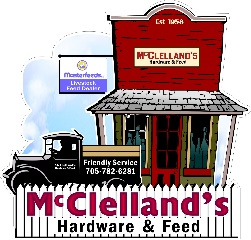 Est 1958
McCLELLAND'S
Hardware & Feed
Masterfeeds
Livestock
Feed Dealer
Friendly Service
705-782-6281
McClelland's
Hardware & Feed